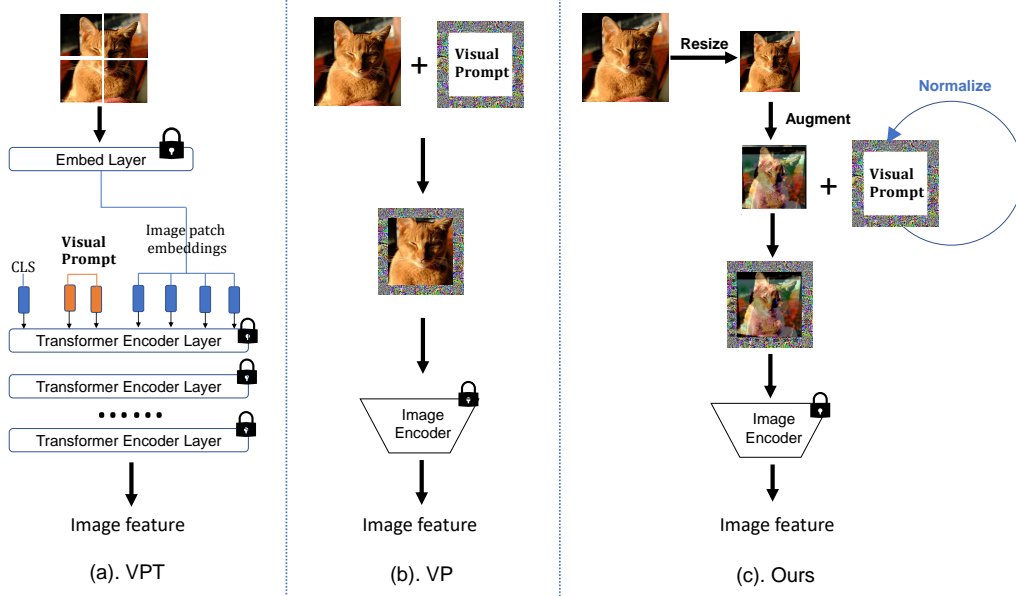 Embed Layer
Image patch
embeddings
Visual
Prompt
CLS
Transformer Encoder Layer
Transformer Encoder Layer
......
Transformer Encoder Layer
Image feature
(a). VPT
+
Visual
Prompt
Image
Encoder
Image feature
(b). VP
Resize
Augment
Normalize
+
Visual
Prompt
Image
Encoder
Image feature
(c). Ours